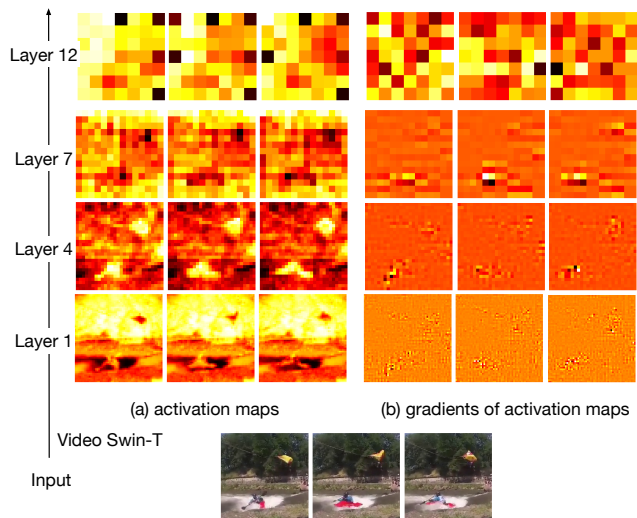 Layer 12
Layer 7
Layer 4
Layer 1
(a) activation maps
(b) gradients of activation maps
Video Swin-T
Input